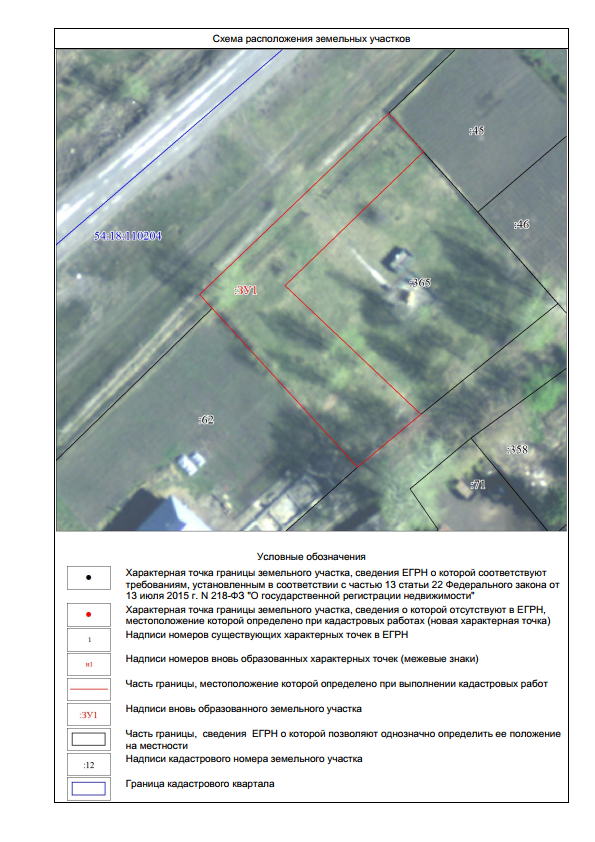 Схема расположения земельных участков
:45
:46
54:18:110204
:365
:ЗУ1
:62
:358
:71
Условные обозначения
Характерная точка границы земельного участка, сведения ЕГРН о которой соответствуют
требованиям, установленным в соответствии с частью 13 статьи 22 Федерального закона от
13 июля 2015 г. N 218-ФЗ "О государственной регистрации недвижимости"
Характерная точка границы земельного участка, сведения о которой отсутствуют в ЕГРН,
местоположение которой определено при кадастровых работах (новая характерная точка)
1
Надписи номеров существующих характерных точек в ЕГРН
н1
Надписи номеров вновь образованных характерных точек (межевые знаки)
Часть границы, местоположение которой определено при выполнении кадастровых работ
:ЗУ1
Надписи вновь образованного земельного участка
Часть границы, сведения ЕГРН о которой позволяют однозначно определить ее положение
на местности
:12
Надписи кадастрового номера земельного участка
Граница кадастрового квартала